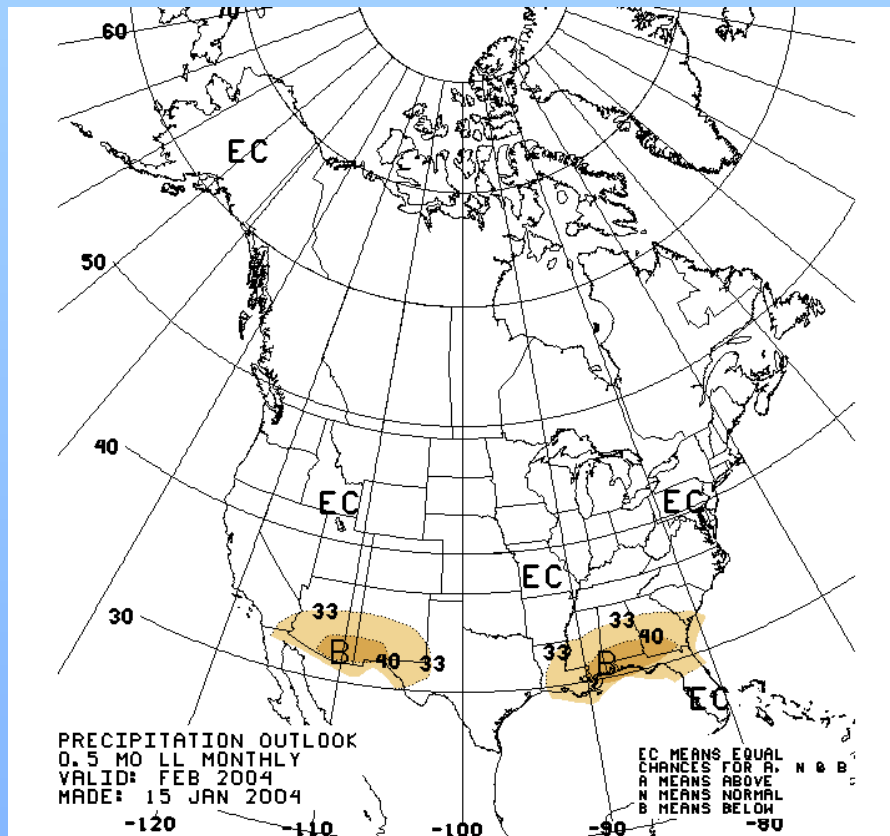 70
60
EC
50
40
EC
EC
EC
30
33
33
B
40
33
33
40
B
EC
PRECIPITATION OUTLOOK
0.5 MO LL MONTHLY
VALID: FEB 2004
MADE: 15 JAN 2004
EC MEANS EQUAL
CHANCES FOR A, N & B
A MEANS ABOVE
N MEANS NORMAL
B MEANS BELOW
-120
-110
-100
-90
-80